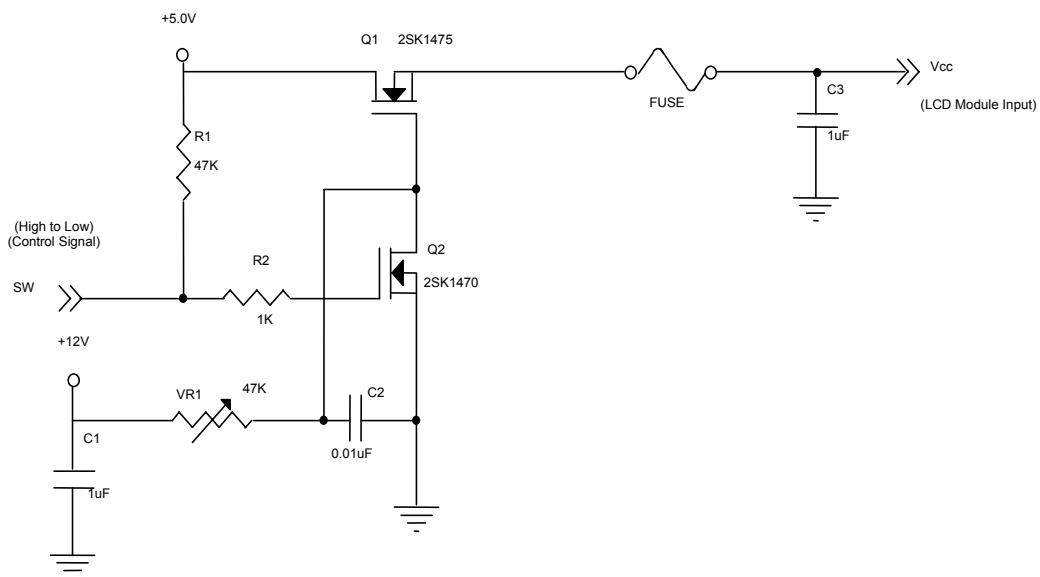 +5.0V
Q1 2SK1475
Vcc
FUSE
C3
(LCD Module Input)
R1
1uF
47K
(High to Low)
(Control Signal)
Q2
R2
2SK1470
SW
1K
+12V
VR1
47K
C2
C1
0.01uF
1uF